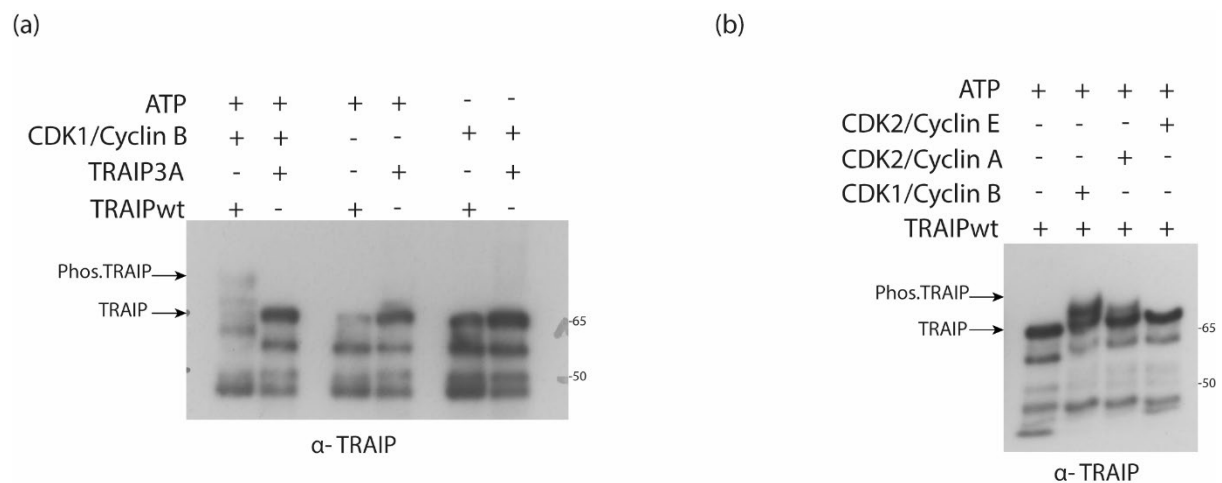 (a)
ATP + + + + - -
CDK1/Cyclin B + + - - + +
TRAIP3A - + - + - +
TRAIPwt + - + - + -
Phos.TRAIP
TRAIP
-65
-50
α- TRAIP
(b)
ATP + + + +
CDK2/Cyclin E - - - +
CDK2/Cyclin A - - + -
CDK1/Cyclin B - + - -
TRAIPwt + + + +
Phos.TRAIP
TRAIP
-65
-50
α- TRAIP